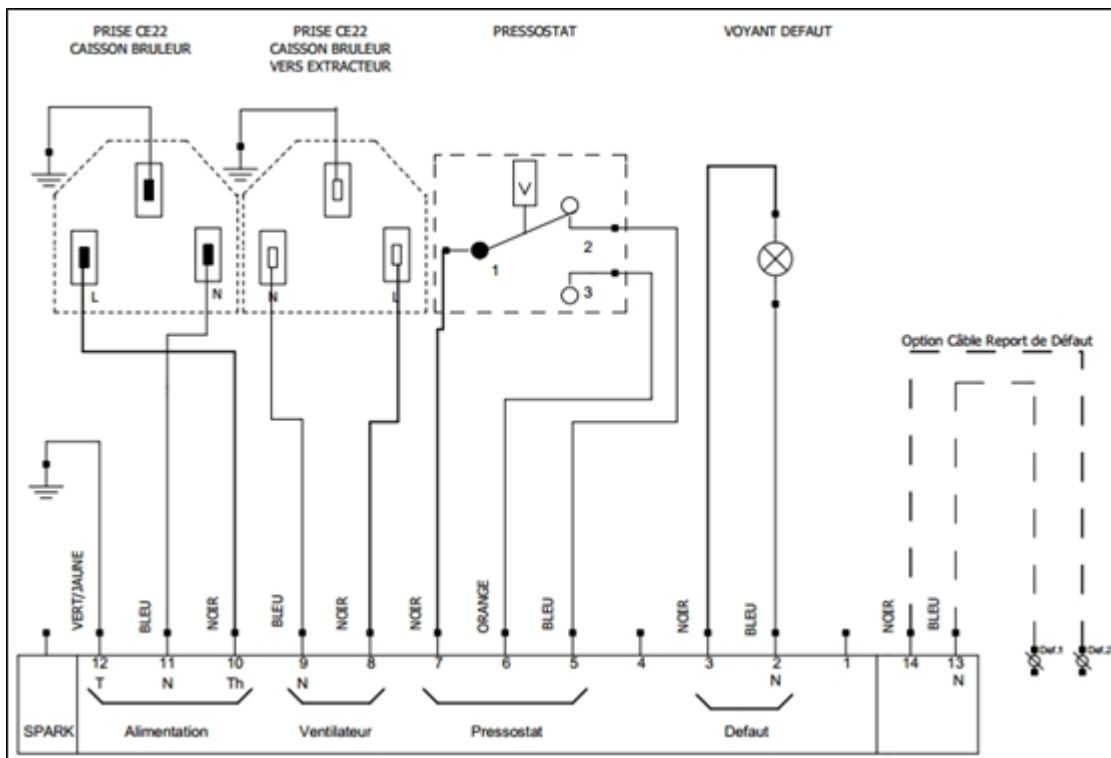 PRISE CE22
CAISSON BRULEUR
PRISE CE22
CAISSON BRULEUR
VERS EXTRACTEUR
PRESSOSTAT
VOYANT DEFAUT
V
1
2
3
L
N
N
L
Option Câble Report de Défaut
VERT/JAUNE
BLEU
NOIR
BLEU
NOIR
NOIR
ORANGE
BLEU
NOIR
BLEU
NOIR
BLEU
Def.1
Def.2
12 11 10 9 8 7 6 5 4 3 2 1 14 13
T N Th N N N
SPARK Alimentation Ventilateur Pressostat Defaut